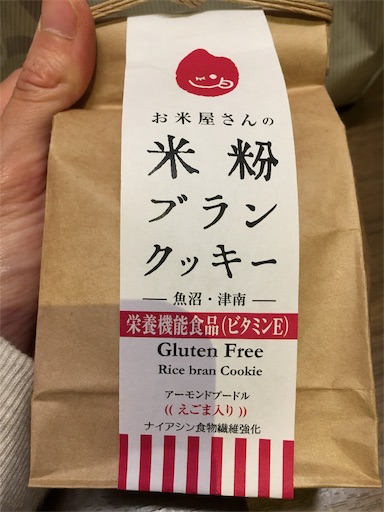 お米屋さんの
米粉
ブラン
クッキー
魚沼・津南
栄養機能食品(ビタミンE)
Gluten Free
Rice bran Cookie
アーモンドプードル
(( えごま入り ))
ナイアシン食物繊維強化